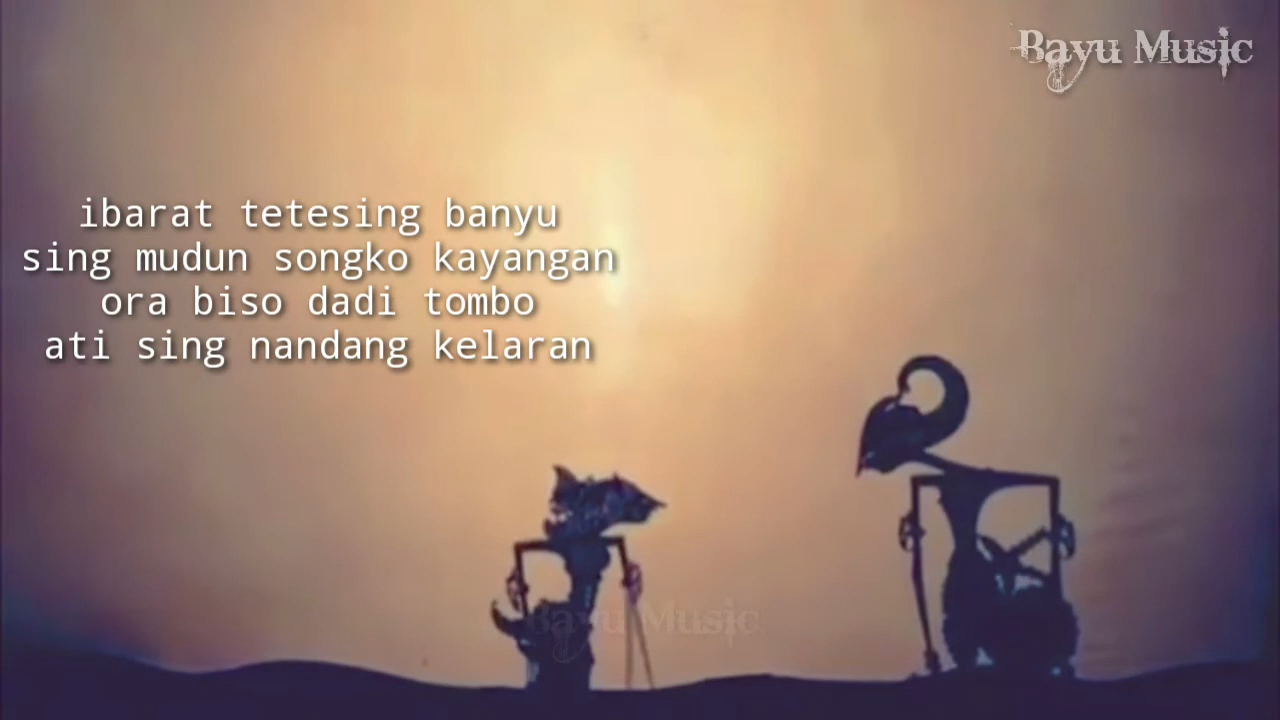 Bayu Music
ibarat tetesing banyu
sing mudun songko kayangan
ora biso dadi tombo
ati sing nandang kelaran
Bayu Music